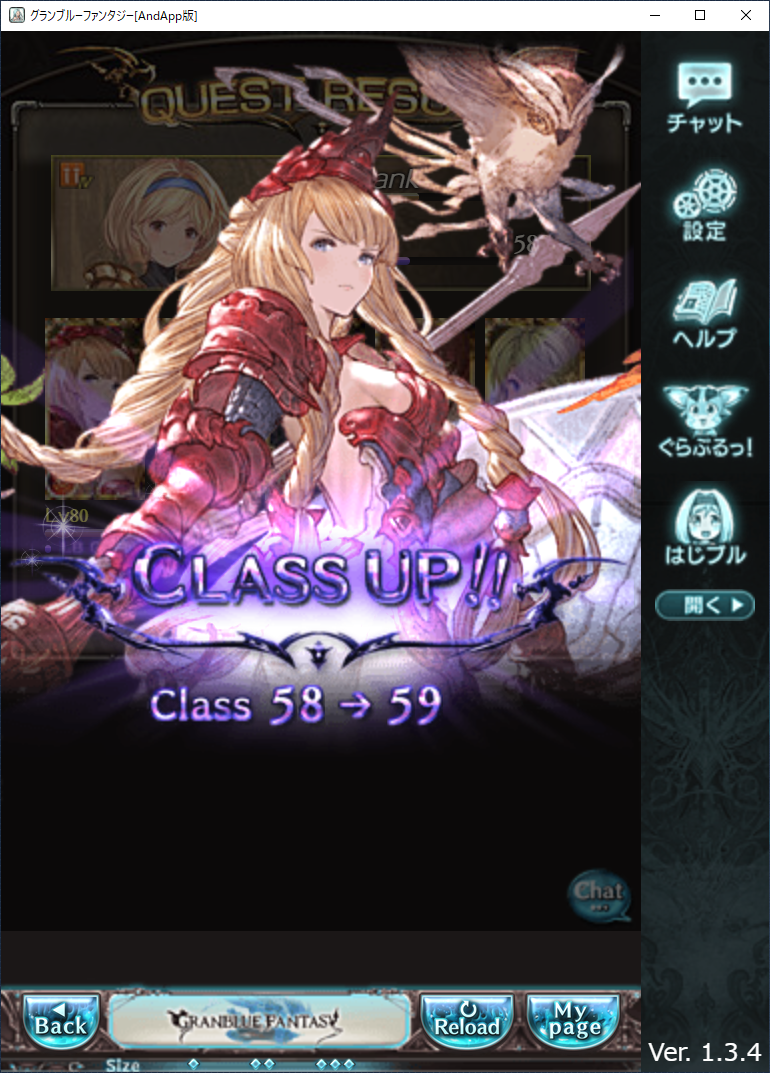 グランブルーファンタジー[AndApp版]
QUEST RESU
Rank
58
チャット
設定
ヘルプ
ぐらぶるっ!
はじブル
開く
Lv80
CLASS UP!!
Class 58 → 59
Chat
Back
GRANBLUE FANTASY
Reload
My page
Size
Ver. 1.3.4